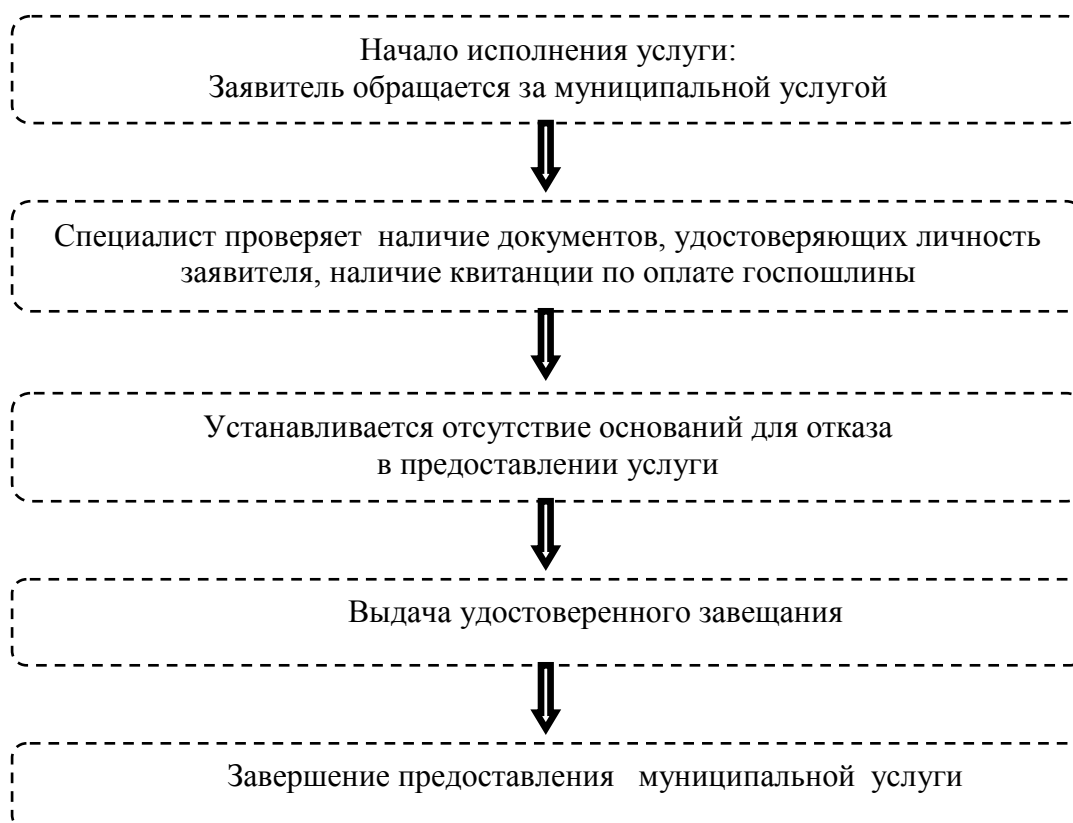 Начало исполнения услуги:
Заявитель обращается за муниципальной услугой
Специалист проверяет наличие документов, удостоверяющих личность
заявителя, наличие квитанции по оплате госпошлины
Устанавливается отсутствие оснований для отказа
в предоставлении услуги
Выдача удостоверенного завещания
Завершение предоставления муниципальной услуги